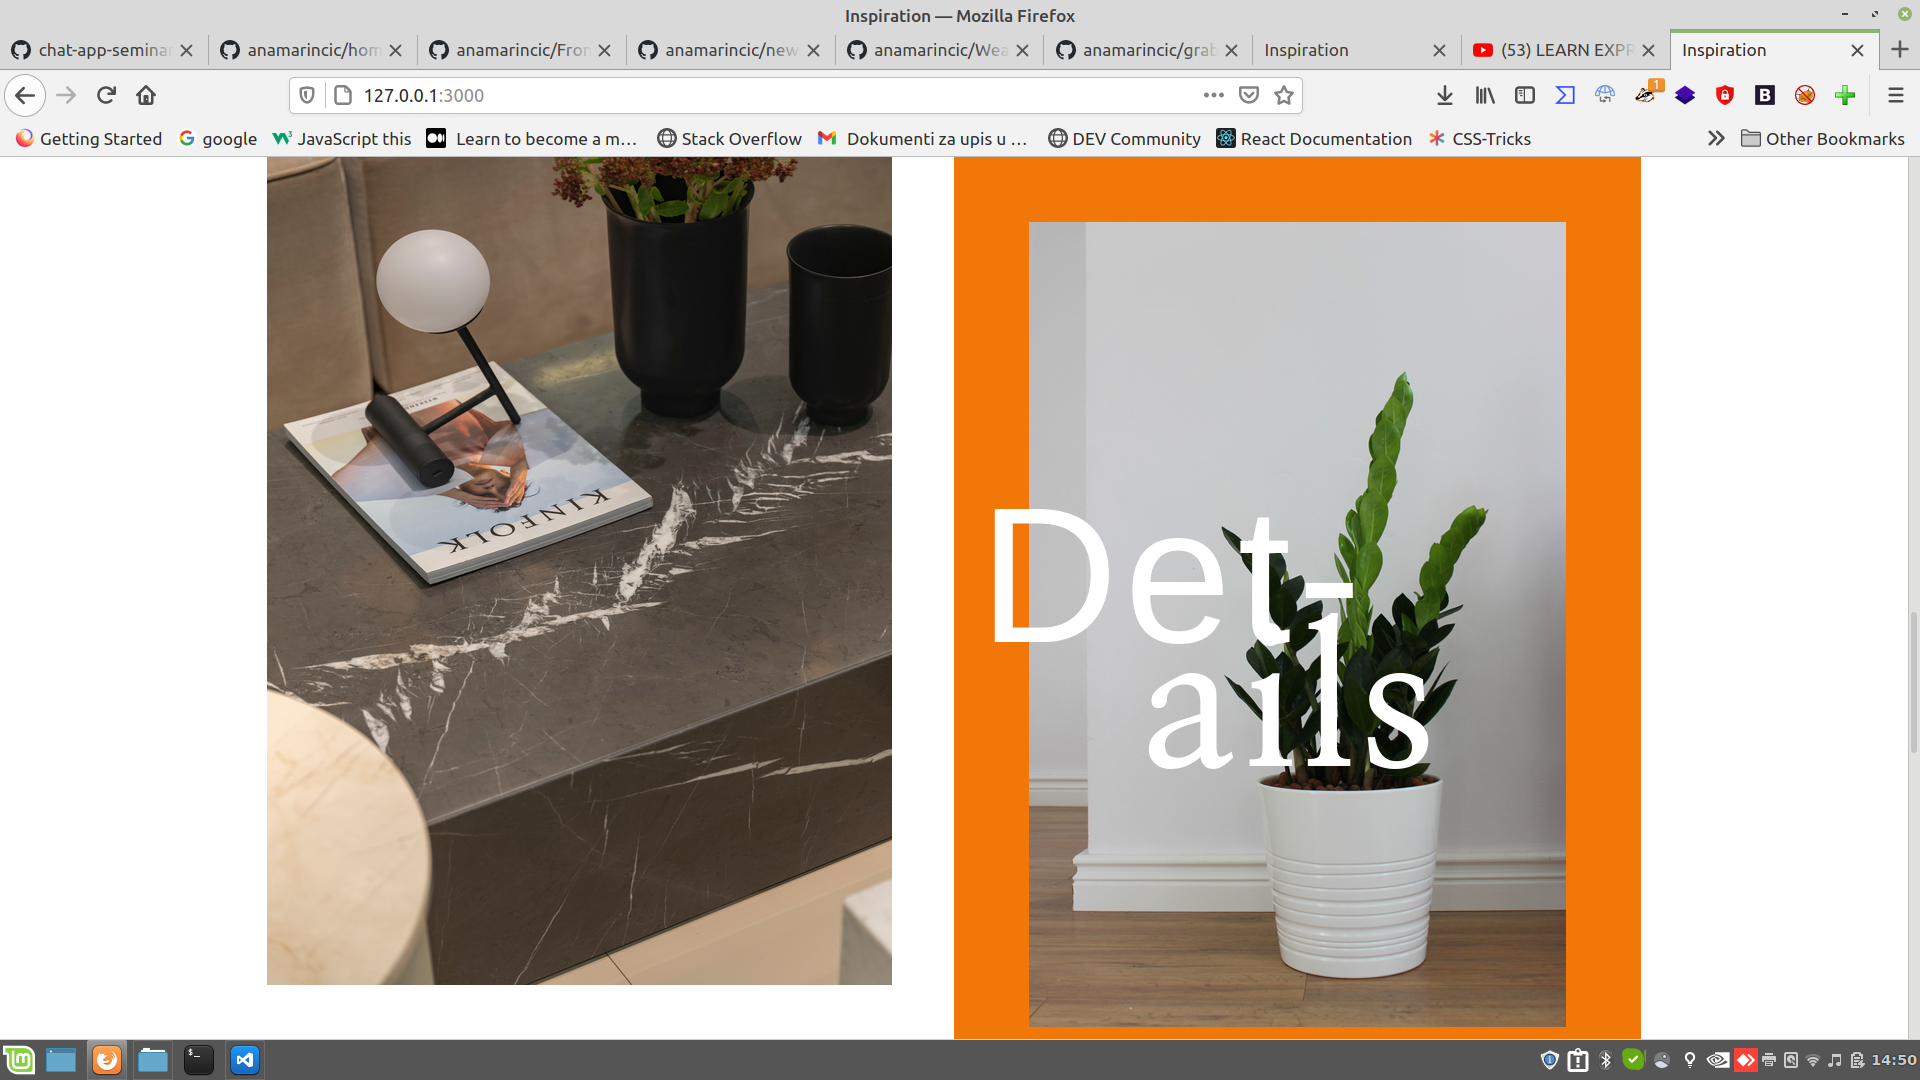 Inspiration — Mozilla Firefox
chat-app-seminar
anamarincic/hom
anamarincic/Fron
anamarincic/new
anamarincic/Wea
anamarincic/grab
Inspiration
(53) LEARN EXPR
Inspiration
127.0.0.1:3000
1
B
Getting Started
google
JavaScript this
Learn to become a m…
Stack Overflow
Dokumenti za upis u …
DEV Community
React Documentation
CSS-Tricks
Other Bookmarks
KINFOLK
Det-
ails
14:50